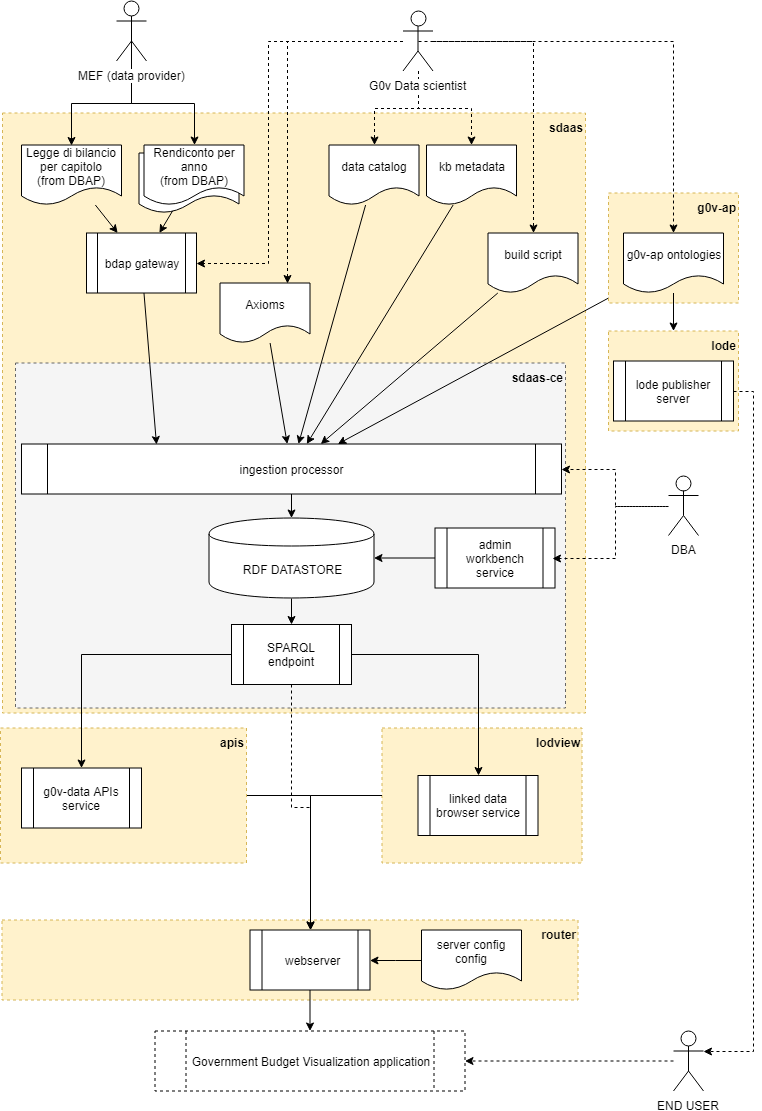 MEF (data provider)
G0v Data scientist
sdaas
Legge di bilancio
per capitolo
(from DBAP)
Rendiconto per
anno
(from DBAP)
data catalog
kb metadata
g0v-ap
bdap gateway
build script
g0v-ap ontologies
Axioms
lode
sdaas-ce
lode publisher
server
ingestion processor
RDF DATASTORE
admin
workbench
service
DBA
SPARQL
endpoint
apis
lodview
g0v-data APIs
service
linked data
browser service
router
webserver
server config
config
Government Budget Visualization application
END USER